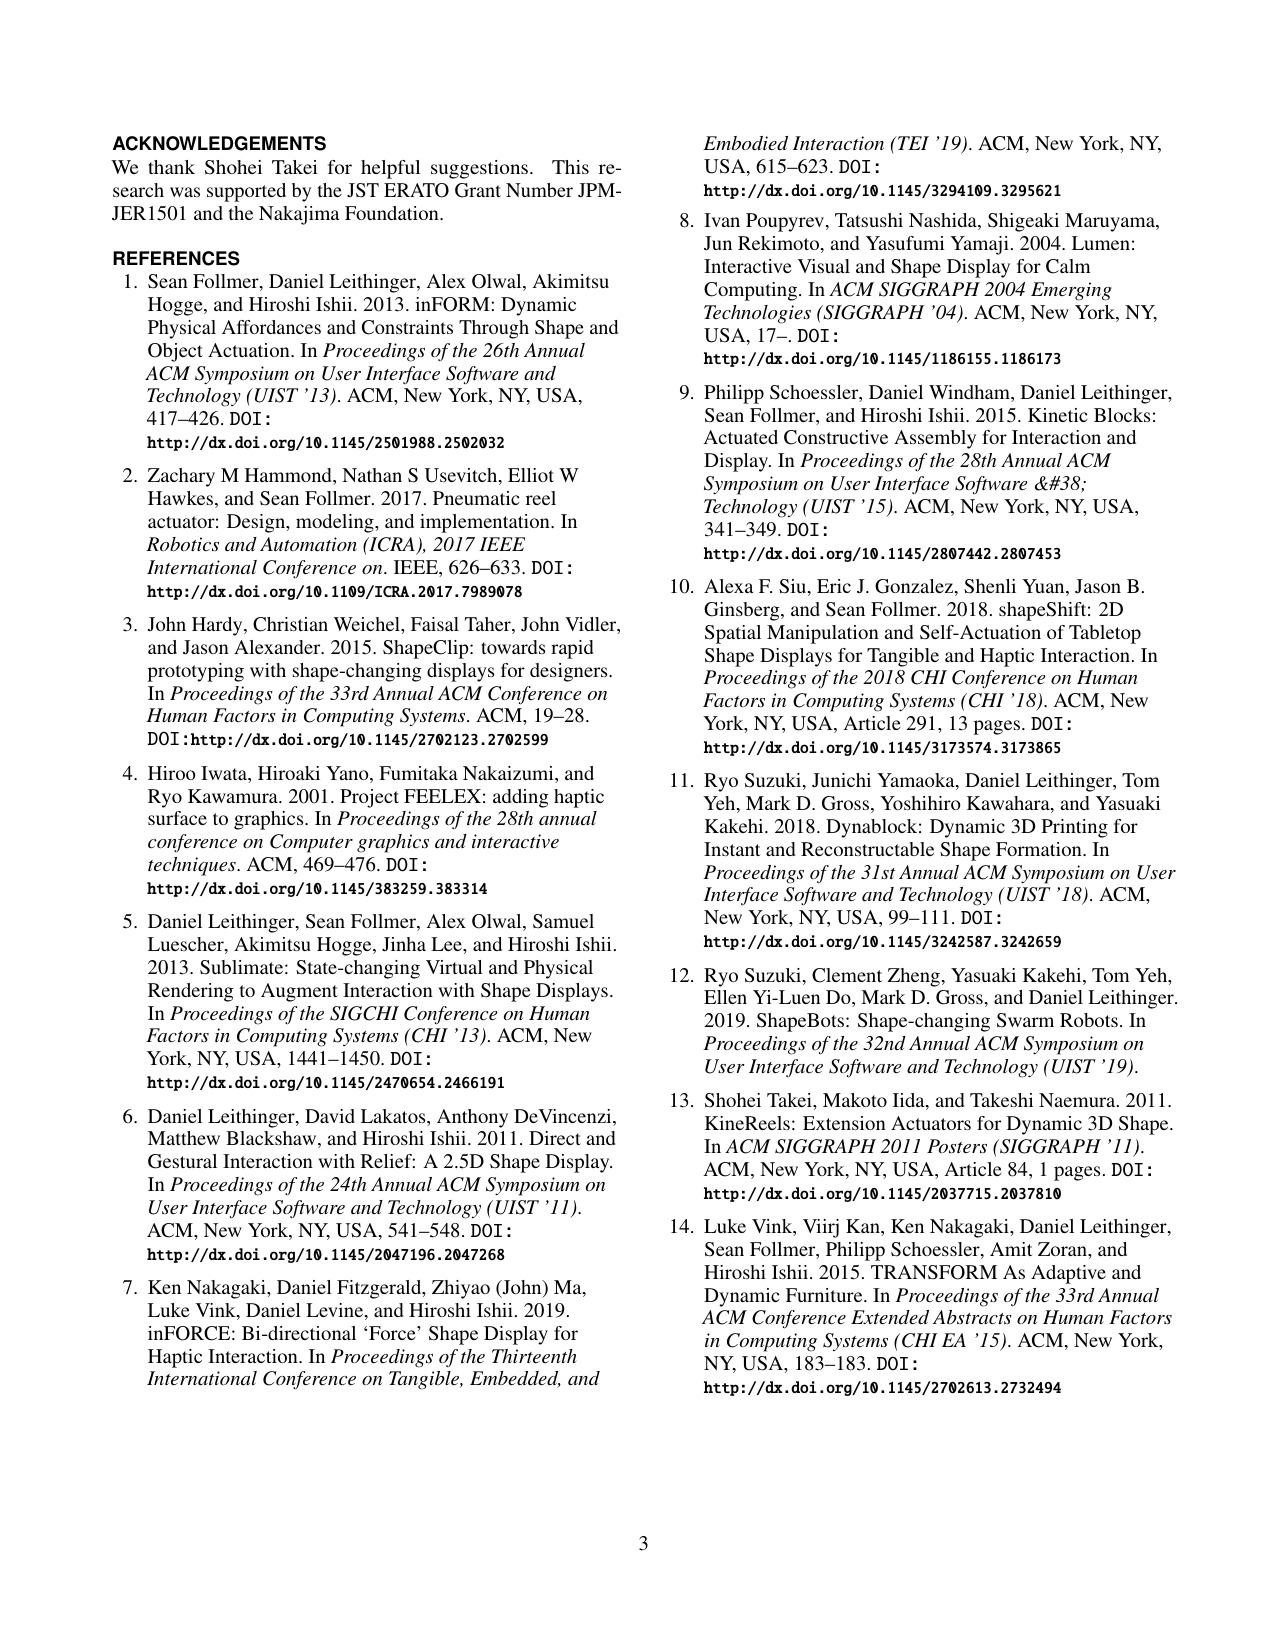 ACKNOWLEDGEMENTS
We thank Shohei Takei for helpful suggestions. This re-
search was supported by the JST ERATO Grant Number JPM-
JER1501 and the Nakajima Foundation.
REFERENCES
1. Sean Follmer, Daniel Leithinger, Alex Olwal, Akimitsu
Hogge, and Hiroshi Ishii. 2013. inFORM: Dynamic
Physical Affordances and Constraints Through Shape and
Object Actuation. In Proceedings of the 26th Annual
ACM Symposium on User Interface Software and
Technology (UIST '13). ACM, New York, NY, USA,
417–426. DOI:
http://dx.doi.org/10.1145/2501988.2502032
2. Zachary M Hammond, Nathan S Usevitch, Elliot W
Hawkes, and Sean Follmer. 2017. Pneumatic reel
actuator: Design, modeling, and implementation. In
Robotics and Automation (ICRA), 2017 IEEE
International Conference on. IEEE, 626–633. DOI:
http://dx.doi.org/10.1109/ICRA.2017.7989078
3. John Hardy, Christian Weichel, Faisal Taher, John Vidler,
and Jason Alexander. 2015. ShapeClip: towards rapid
prototyping with shape-changing displays for designers.
In Proceedings of the 33rd Annual ACM Conference on
Human Factors in Computing Systems. ACM, 19–28.
DOI:http://dx.doi.org/10.1145/2702123.2702599
4. Hiroo Iwata, Hiroaki Yano, Fumitaka Nakaizumi, and
Ryo Kawamura. 2001. Project FEELEX: adding haptic
surface to graphics. In Proceedings of the 28th annual
conference on Computer graphics and interactive
techniques. ACM, 469–476. DOI:
http://dx.doi.org/10.1145/383259.383314
5. Daniel Leithinger, Sean Follmer, Alex Olwal, Samuel
Luescher, Akimitsu Hogge, Jinha Lee, and Hiroshi Ishii.
2013. Sublimate: State-changing Virtual and Physical
Rendering to Augment Interaction with Shape Displays.
In Proceedings of the SIGCHI Conference on Human
Factors in Computing Systems (CHI '13). ACM, New
York, NY, USA, 1441–1450. DOI:
http://dx.doi.org/10.1145/2470654.2466191
6. Daniel Leithinger, David Lakatos, Anthony DeVincenzi,
Matthew Blackshaw, and Hiroshi Ishii. 2011. Direct and
Gestural Interaction with Relief: A 2.5D Shape Display.
In Proceedings of the 24th Annual ACM Symposium on
User Interface Software and Technology (UIST '11).
ACM, New York, NY, USA, 541–548. DOI:
http://dx.doi.org/10.1145/2047196.2047268
7. Ken Nakagaki, Daniel Fitzgerald, Zhiyao (John) Ma,
Luke Vink, Daniel Levine, and Hiroshi Ishii. 2019.
inFORCE: Bi-directional ‘Force’ Shape Display for
Haptic Interaction. In Proceedings of the Thirteenth
International Conference on Tangible, Embedded, and
Embodied Interaction (TEI '19). ACM, New York, NY,
USA, 615–623. DOI:
http://dx.doi.org/10.1145/3294109.3295621
8. Ivan Poupyrev, Tatsushi Nashida, Shigeaki Maruyama,
Jun Rekimoto, and Yasufumi Yamaji. 2004. Lumen:
Interactive Visual and Shape Display for Calm
Computing. In ACM SIGGRAPH 2004 Emerging
Technologies (SIGGRAPH '04). ACM, New York, NY,
USA, 17–. DOI:
http://dx.doi.org/10.1145/1186155.1186173
9. Philipp Schoessler, Daniel Windham, Daniel Leithinger,
Sean Follmer, and Hiroshi Ishii. 2015. Kinetic Blocks:
Actuated Constructive Assembly for Interaction and
Display. In Proceedings of the 28th Annual ACM
Symposium on User Interface Software &#38;
Technology (UIST '15). ACM, New York, NY, USA,
341–349. DOI:
http://dx.doi.org/10.1145/2807442.2807453
10. Alexa F. Siu, Eric J. Gonzalez, Shenli Yuan, Jason B.
Ginsberg, and Sean Follmer. 2018. shapeShift: 2D
Spatial Manipulation and Self-Actuation of Tabletop
Shape Displays for Tangible and Haptic Interaction. In
Proceedings of the 2018 CHI Conference on Human
Factors in Computing Systems (CHI '18). ACM, New
York, NY, USA, Article 291, 13 pages. DOI:
http://dx.doi.org/10.1145/3173574.3173865
11. Ryo Suzuki, Junichi Yamaoka, Daniel Leithinger, Tom
Yeh, Mark D. Gross, Yoshihiro Kawahara, and Yasuaki
Kakehi. 2018. Dynablock: Dynamic 3D Printing for
Instant and Reconstructable Shape Formation. In
Proceedings of the 31st Annual ACM Symposium on User
Interface Software and Technology (UIST '18). ACM,
New York, NY, USA, 99–111. DOI:
http://dx.doi.org/10.1145/3242587.3242659
12. Ryo Suzuki, Clement Zheng, Yasuaki Kakehi, Tom Yeh,
Ellen Yi-Luen Do, Mark D. Gross, and Daniel Leithinger.
2019. ShapeBots: Shape-changing Swarm Robots. In
Proceedings of the 32nd Annual ACM Symposium on
User Interface Software and Technology (UIST '19).
13. Shohei Takei, Makoto Iida, and Takeshi Naemura. 2011.
KineReels: Extension Actuators for Dynamic 3D Shape.
In ACM SIGGRAPH 2011 Posters (SIGGRAPH '11).
ACM, New York, NY, USA, Article 84, 1 pages. DOI:
http://dx.doi.org/10.1145/2037715.2037810
14. Luke Vink, Viirj Kan, Ken Nakagaki, Daniel Leithinger,
Sean Follmer, Philipp Schoessler, Amit Zoran, and
Hiroshi Ishii. 2015. TRANSFORM As Adaptive and
Dynamic Furniture. In Proceedings of the 33rd Annual
ACM Conference Extended Abstracts on Human Factors
in Computing Systems (CHI EA '15). ACM, New York,
NY, USA, 183–183. DOI:
http://dx.doi.org/10.1145/2702613.2732494
3